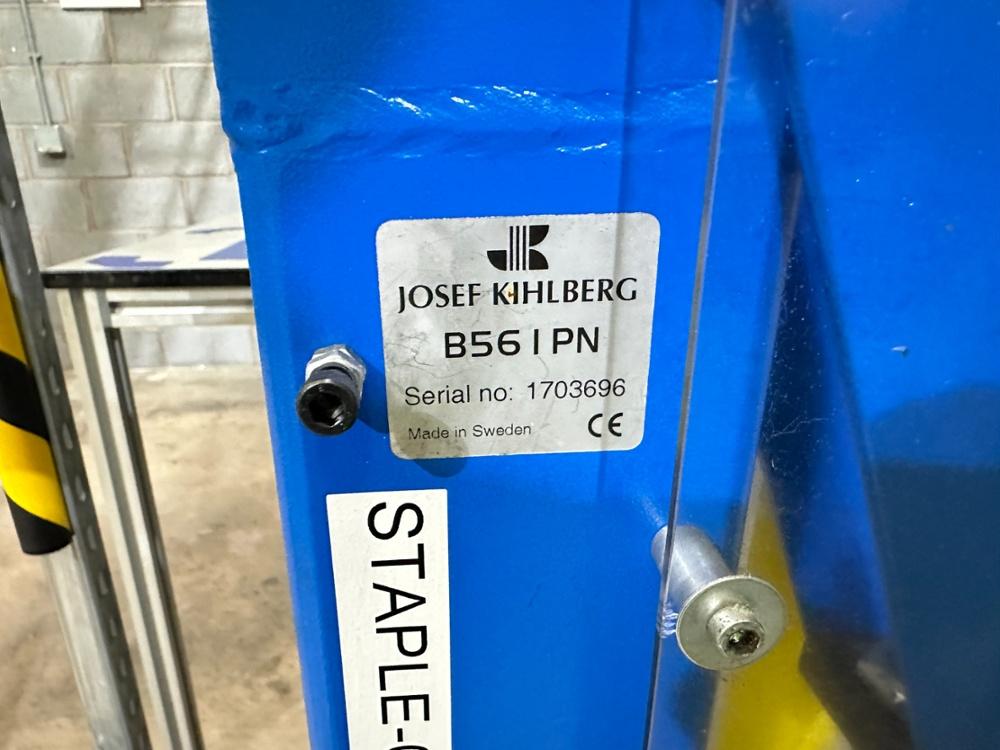 JOSEF KIHLBERG
B561PN
Serial no: 1703696
Made in Sweden CE
STAPLE-